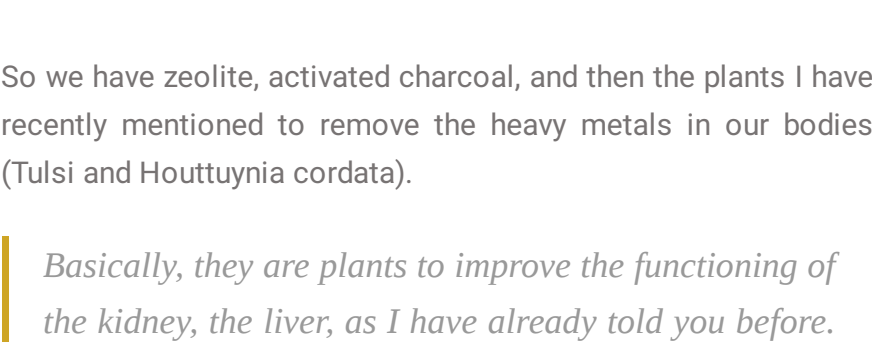 So we have zeolite, activated charcoal, and then the plants I have
recently mentioned to remove the heavy metals in our bodies
(Tulsi and Houttuynia cordata).
Basically, they are plants to improve the functioning of
the kidney, the liver, as I have already told you before.